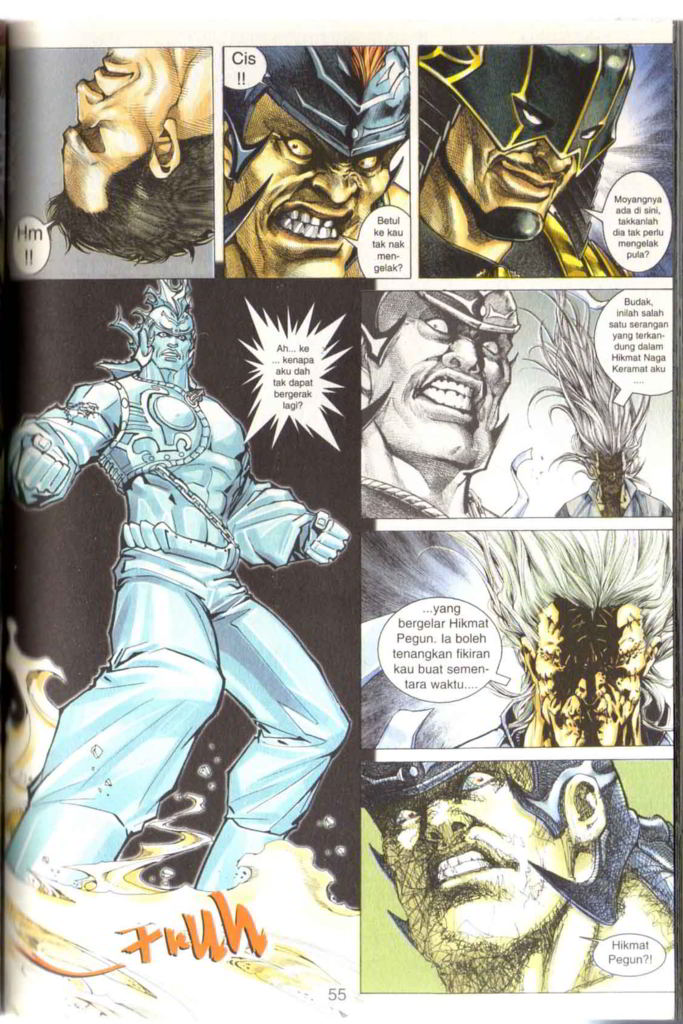 Hm
!!
Cis
!!
Betul
ke kau
tak nak
men-
gelak?
Moyangnya
ada di sini,
takkanlah
dia tak perlu
mengelak
pula?
Ah... ke
... kenapa
aku dah
tak dapat
bergerak
lagi?
Budak,
inilah salah
satu serangan
yang terkan-
dung dalam
Hikmat Naga
Keramat aku
....
...yang
bergelar Hikmat
Pegun. Ia boleh
tenangkan fikiran
kau buat semen-
tara waktu....
Hikmat
Pegun?!
55